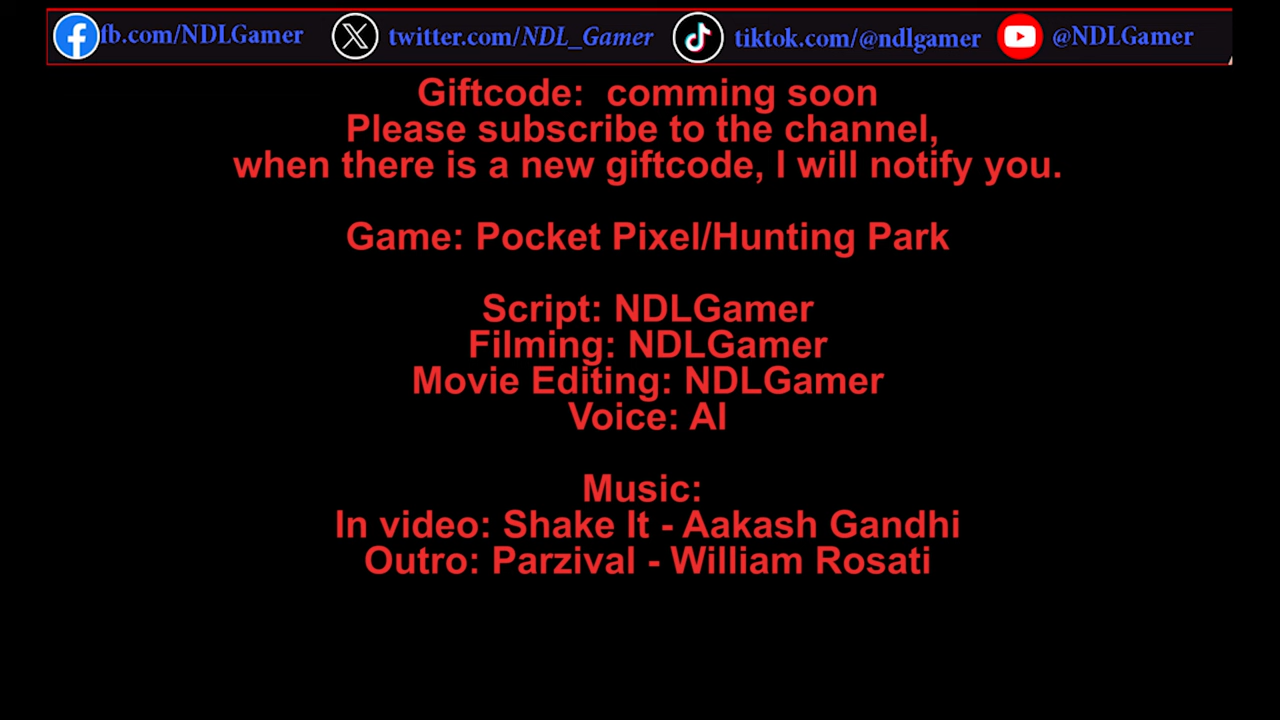 fb.com/NDLGamer twitter.com/NDL_Gamer tiktok.com/@ndlgamer @NDLGamer
Giftcode: comming soon
Please subscribe to the channel,
when there is a new giftcode, I will notify you.
Game: Pocket Pixel/Hunting Park
Script: NDLGamer
Filming: NDLGamer
Movie Editing: NDLGamer
Voice: AI
Music:
In video: Shake It - Aakash Gandhi
Outro: Parzival - William Rosati